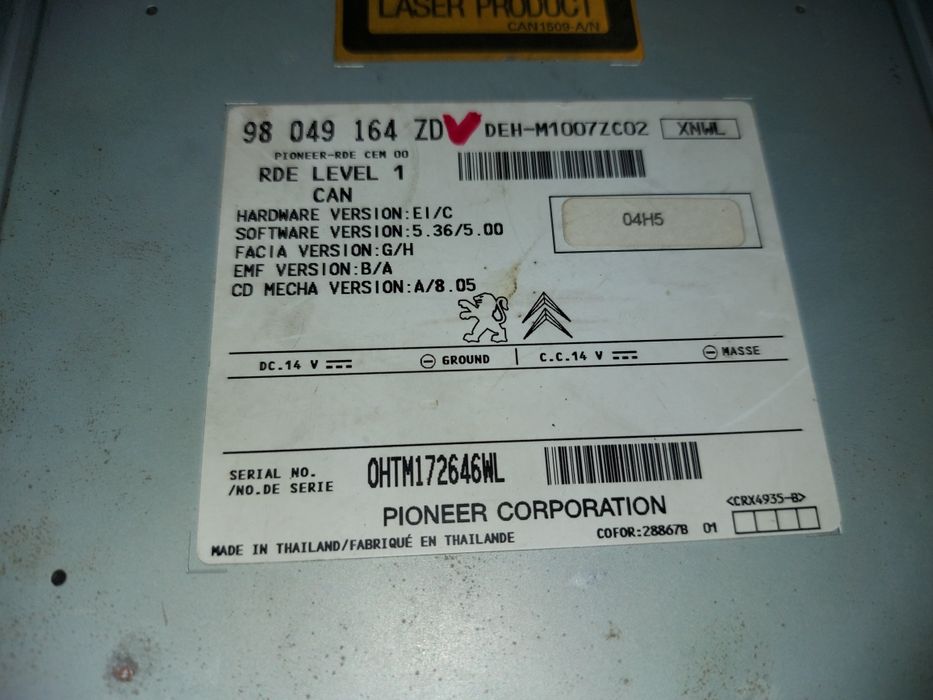 LASER PRODUCT
CAN1509-A/N
98 049 164 ZD DEH-M1007ZC02 XNWL
PIONEER-RDE CEM 00
RDE LEVEL 1
CAN
HARDWARE VERSION:EI/C
SOFTWARE VERSION:5.36/5.00
04H5
FACIA VERSION:G/H
EMF VERSION:B/A
CD MECHA VERSION:A/8.05
DC.14 V GROUND C.C.14 V MASSE
SERIAL NO.
/NO.DE SERIE
OHTM172646WL
PIONEER CORPORATION
<CRX4935-B>
MADE IN THAILAND/FABRIQUÉ EN THAILANDE
COFOR:28867B 01